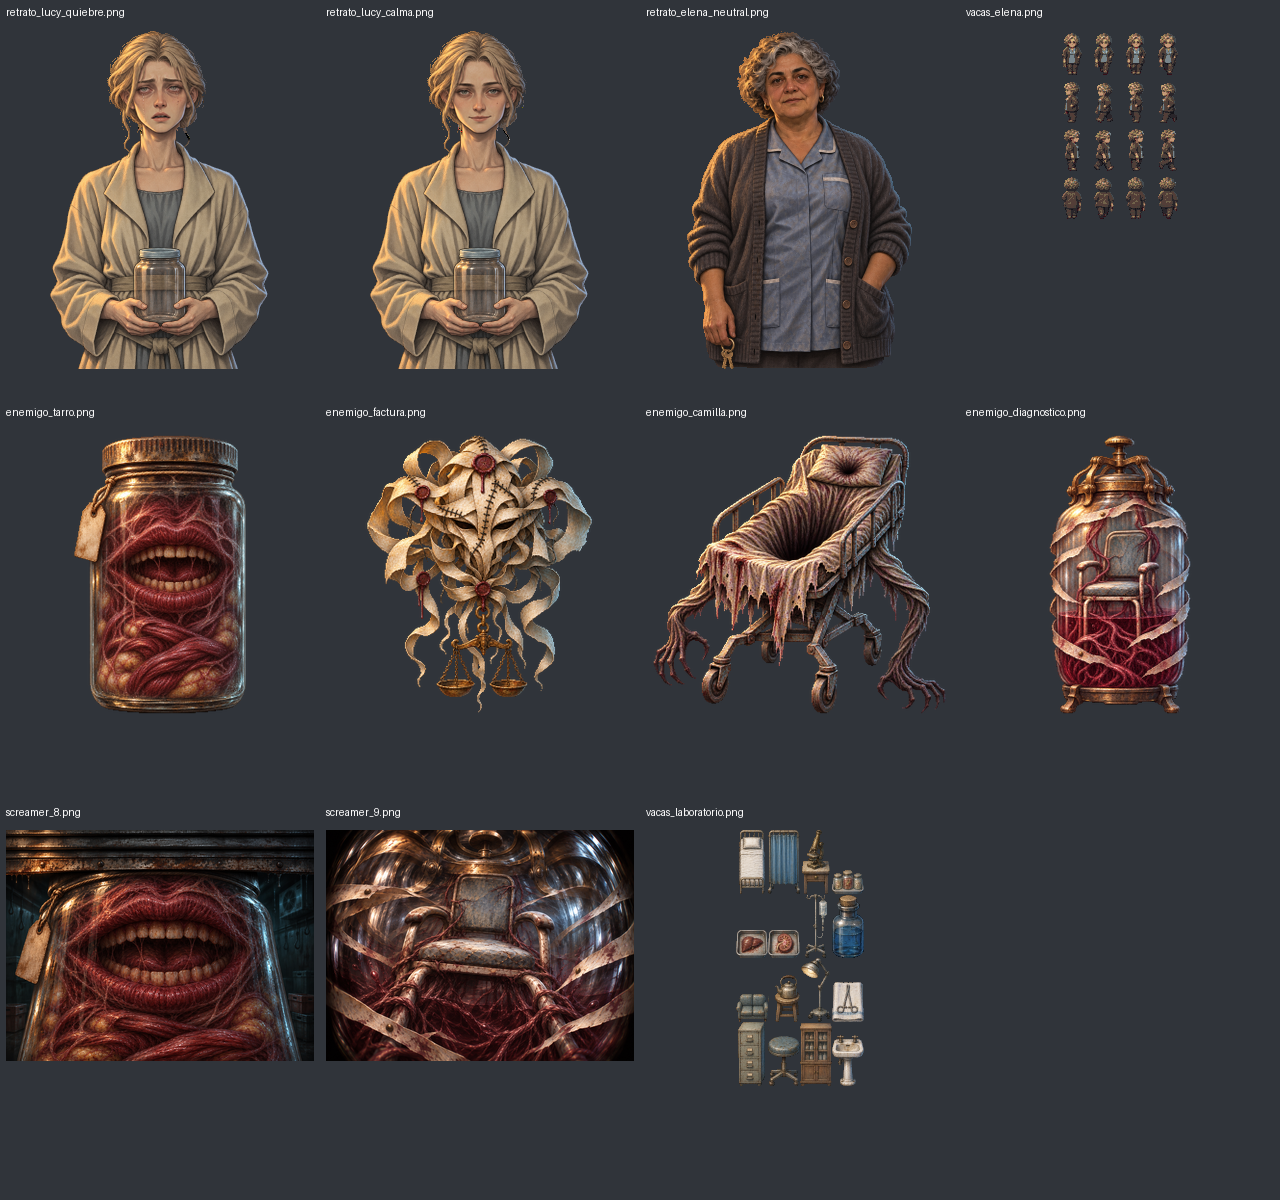 retrato_lucy_quiebre.png
retrato_lucy_calma.png
retrato_elena_neutral.png
vacas_elena.png
enemigo_tarro.png
enemigo_factura.png
enemigo_camilla.png
enemigo_diagnostico.png
screamer_8.png
screamer_9.png
vacas_laboratorio.png